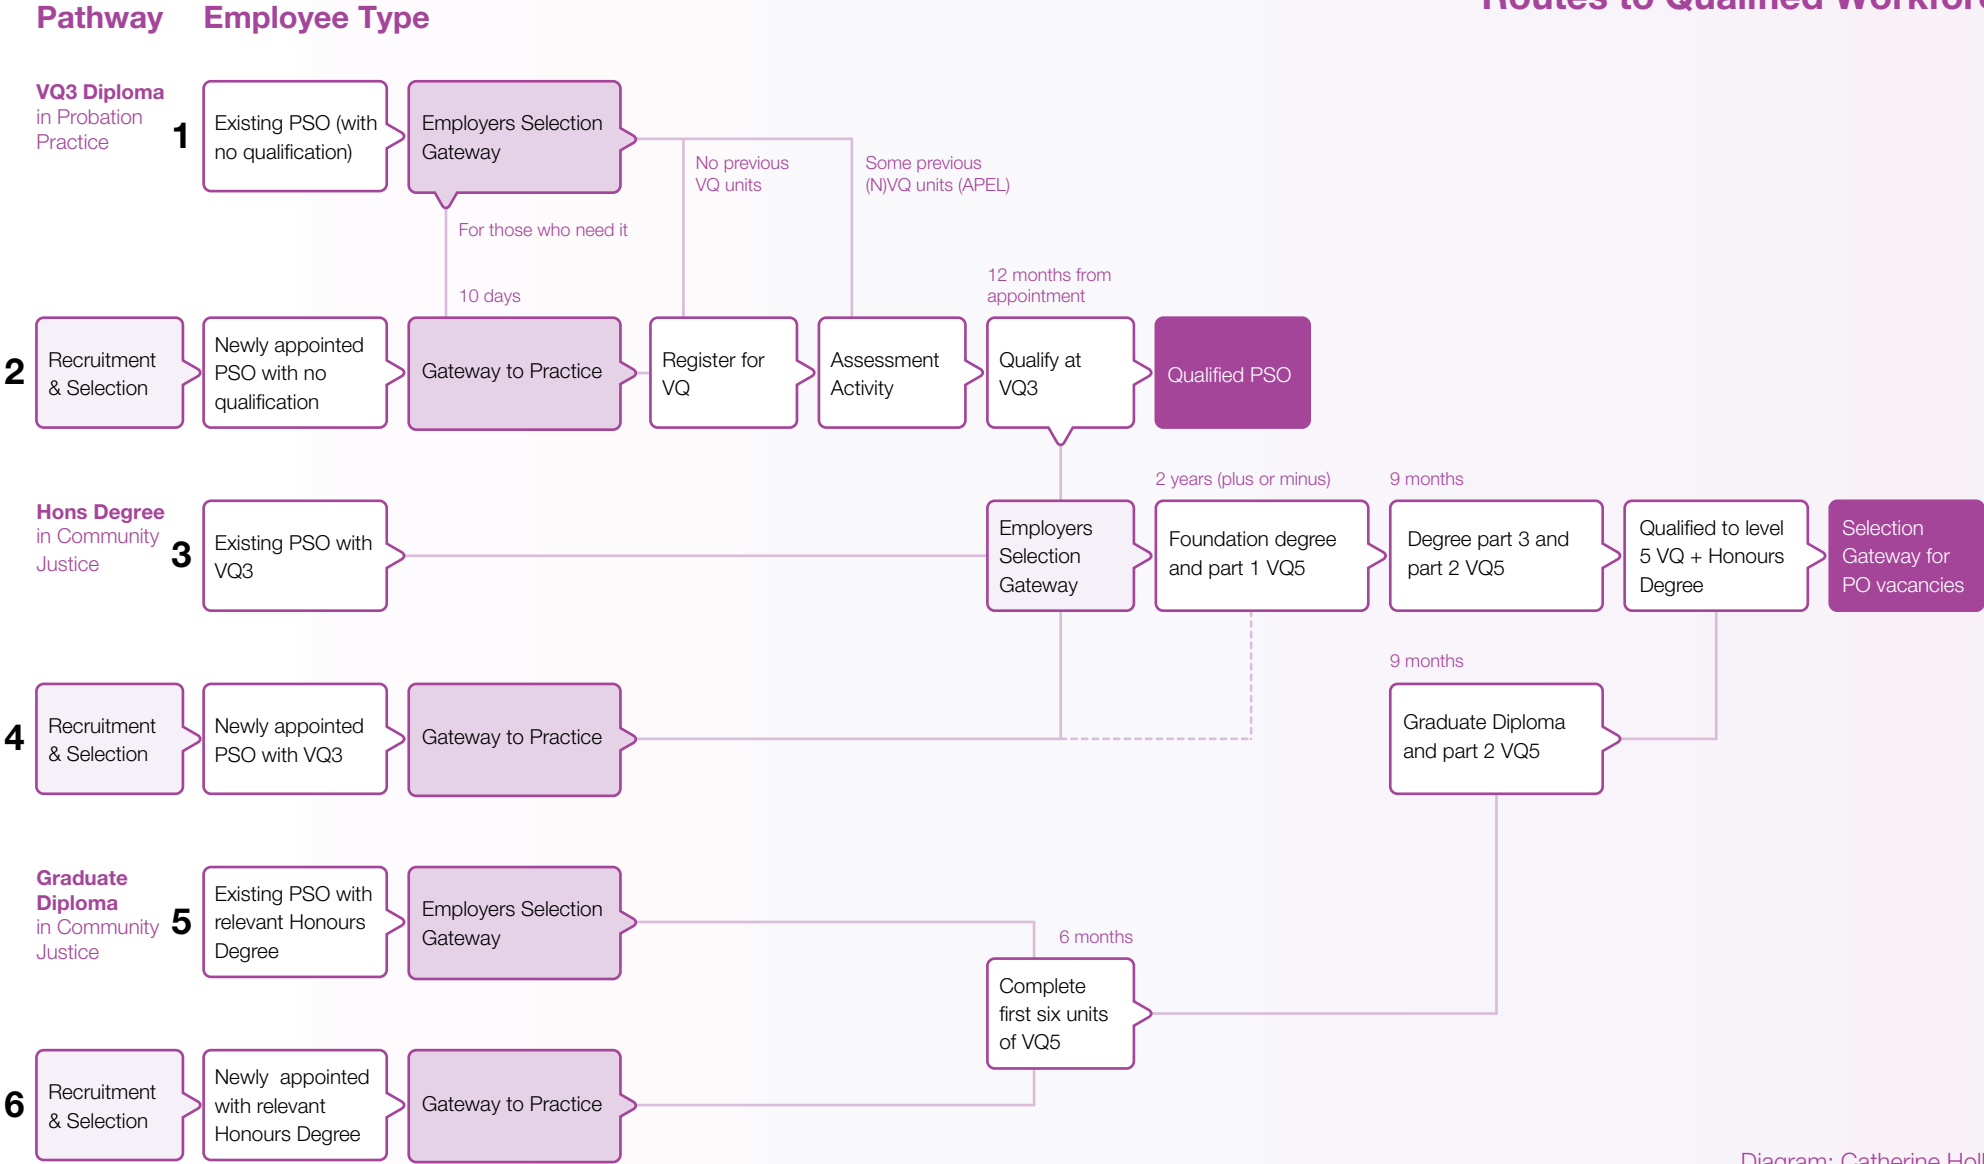 Pathway
Employee Type
Routes to Qualified
VQ3 Diploma
in Probation
Practice
1
Existing PSO (with
no qualification)
Employers Selection
Gateway
No previous
VQ units
Some previous
(N)VQ units (APEL)
For those who need it
10 days
12 months from
appointment
2
Recruitment
& Selection
Newly appointed
PSO with no
qualification
Gateway to Practice
Register for
VQ
Assessment
Activity
Qualify at
VQ3
Qualified PSO
Hons Degree
in Community
Justice
3
Existing PSO with
VQ3
Employers
Selection
Gateway
2 years (plus or minus)
Foundation degree
and part 1 VQ5
9 months
Degree part 3 and
part 2 VQ5
Qualified to level
5 VQ + Honours
Degree
Selection
Gateway for
PO vacancies
4
Recruitment
& Selection
Newly appointed
PSO with VQ3
Gateway to Practice
9 months
Graduate Diploma
and part 2 VQ5
Graduate
Diploma
in Community
Justice
5
Existing PSO with
relevant Honours
Degree
Employers Selection
Gateway
6 months
Complete
first six units
of VQ5
6
Recruitment
& Selection
Newly appointed
with relevant
Honours Degree
Gateway to Practice
Diagram: Catherine